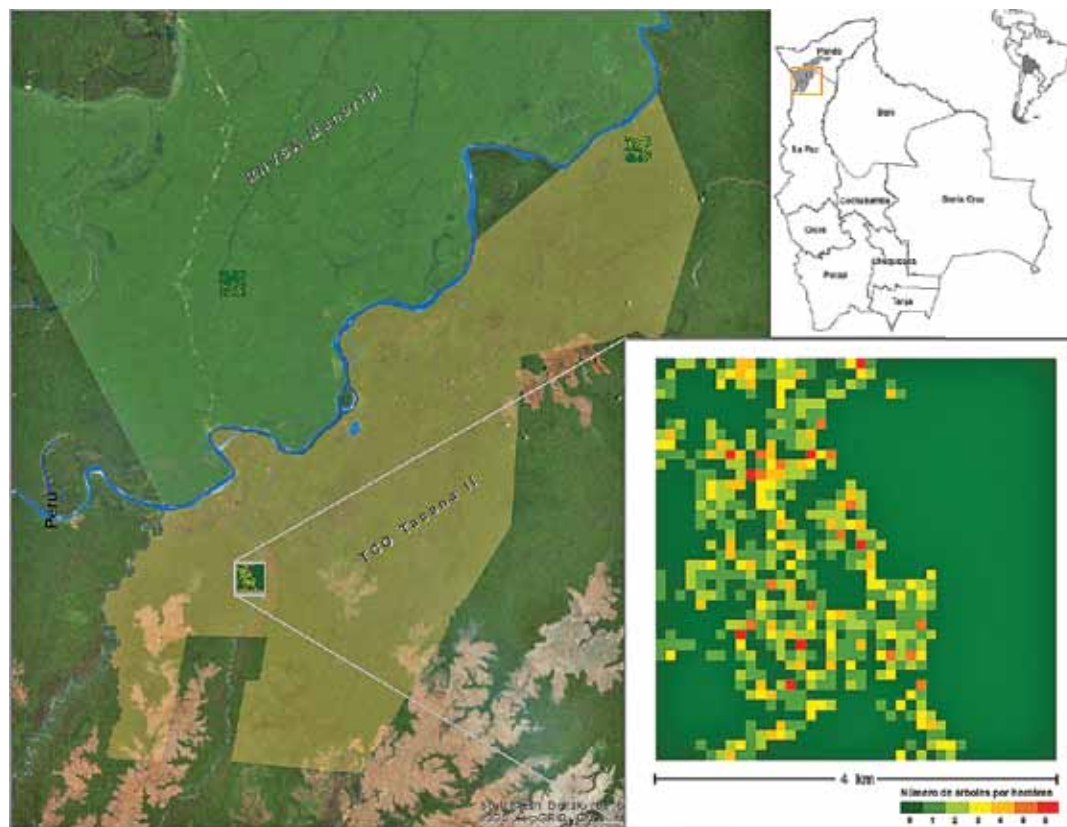 Manuripi
Peru
TCO Tacana II
Pando
Beni
La Paz
Cochabamba
Santa Cruz
Oruro
Chuquisaca
Potosí
Tarija
4 km
Número de árboles por
0 1 2 3 4 5 6